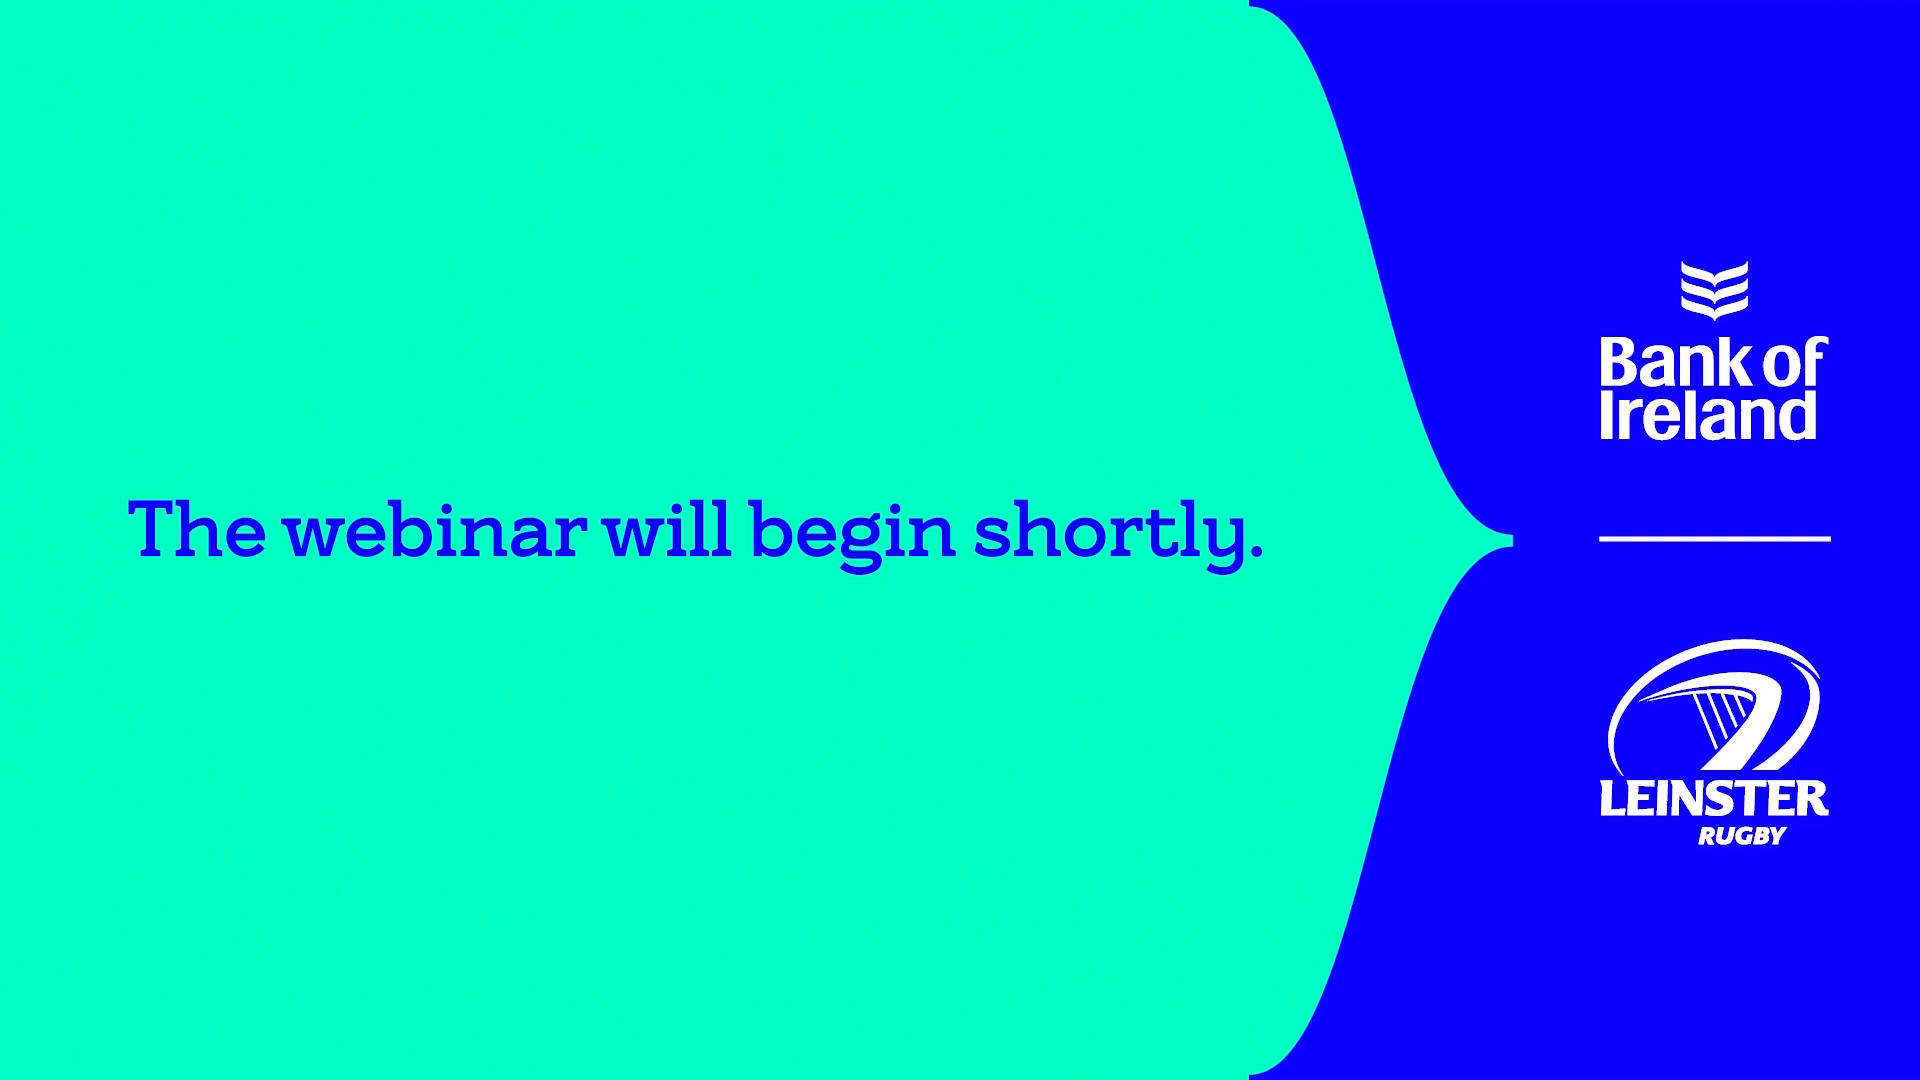 The webinar will begin shortly.
Bank of
Ireland
LEINSTER
RUGBY